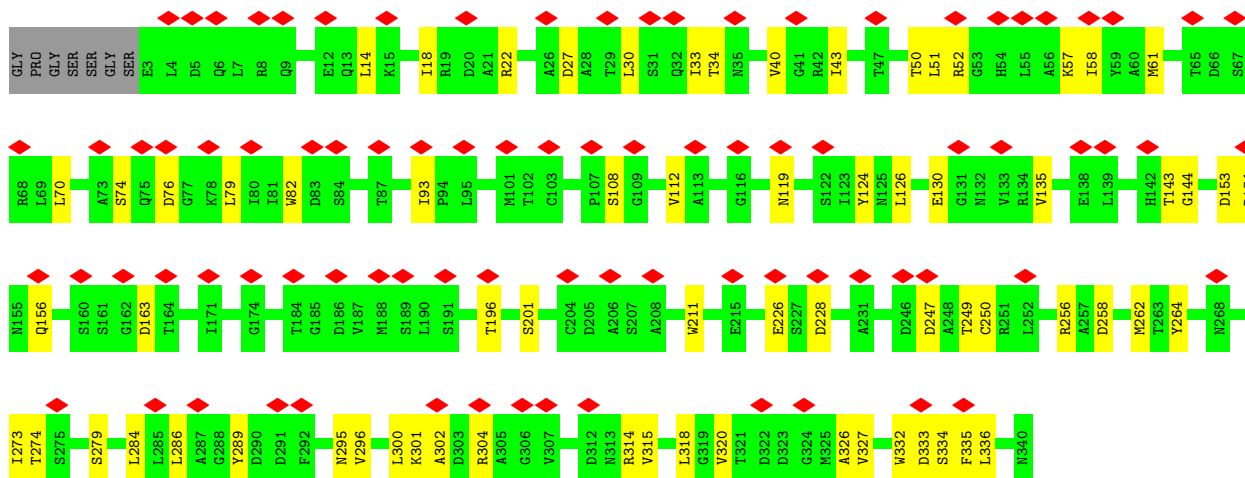 GLY PRO GLY SER SER GLY SER E3 L4 D5 Q6 L7 R8 Q9 E12 Q13 L14 K15 I18 R19 D20 A21 R22 A26 D27 A28 T29 L30 S31 Q32 I33 T34 N35 V40 G41 R42 I43 T47 T50 L51 R52 G53 H54 L55 A56 K57 I58 Y59 A60 M61 T65 D66 S67
R68 L69 L70 A73 S74 Q75 D76 G77 K78 L79 I80 I81 W82 D83 S84 T87 I93 P94 L95 M101 T102 C103 P107 S108 G109 V112 A113 G116 N119 S122 I123 Y124 N125 L126 E130 G131 N132 V133 R134 V135 E138 L139 H142 T143 G144 D153
N155 Q156 S160 S161 G162 D163 T164 I171 G174 T184 G185 D186 V187 M188 S189 L190 S191 T196 S201 C204 D205 A206 S207 A208 W211 E215 E226 S227 D228 A231 D246 D247 A248 T249 C250 R251 L252 R256 A257 D258 M262 T263 Y264 N268
I273 T274 S275 S279 L284 L285 L286 A287 G288 Y289 D290 D291 F292 N295 V296 L300 K301 A302 D303 R304 A305 G306 V307 D312 N313 R314 V315 L318 G319 V320 T321 D322 D323 G324 M325 A326 V327 W332 D333 S334 F335 L336 N340